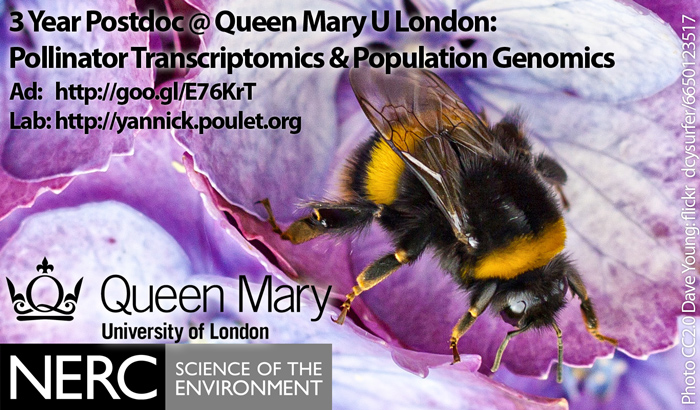 3 Year Postdoc @ Queen Mary U London:
Pollinator Transcriptomics & Population Genomics
Ad: http://goo.gl/E76KrT
Lab: http://yannick.poulet.org
Queen Mary
University of London
NERC
SCIENCE OF THE
ENVIRONMENT
Photo CC2.0 Dave Young: flickr dcysurfer/6650123517